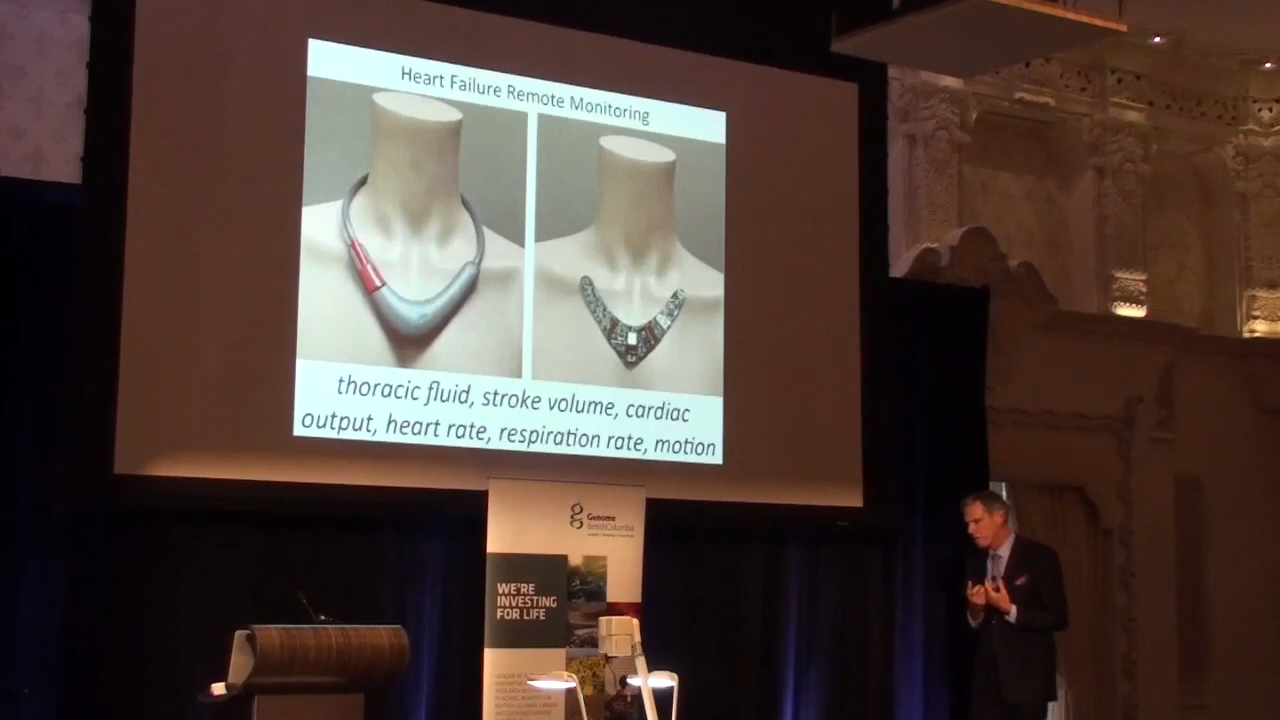 Heart Failure Remote Monitoring
thoracic fluid, stroke volume, cardiac
output, heart rate, respiration rate, motion
Genome
BritishColumbia
WE'RE
INVESTING
FOR LIFE